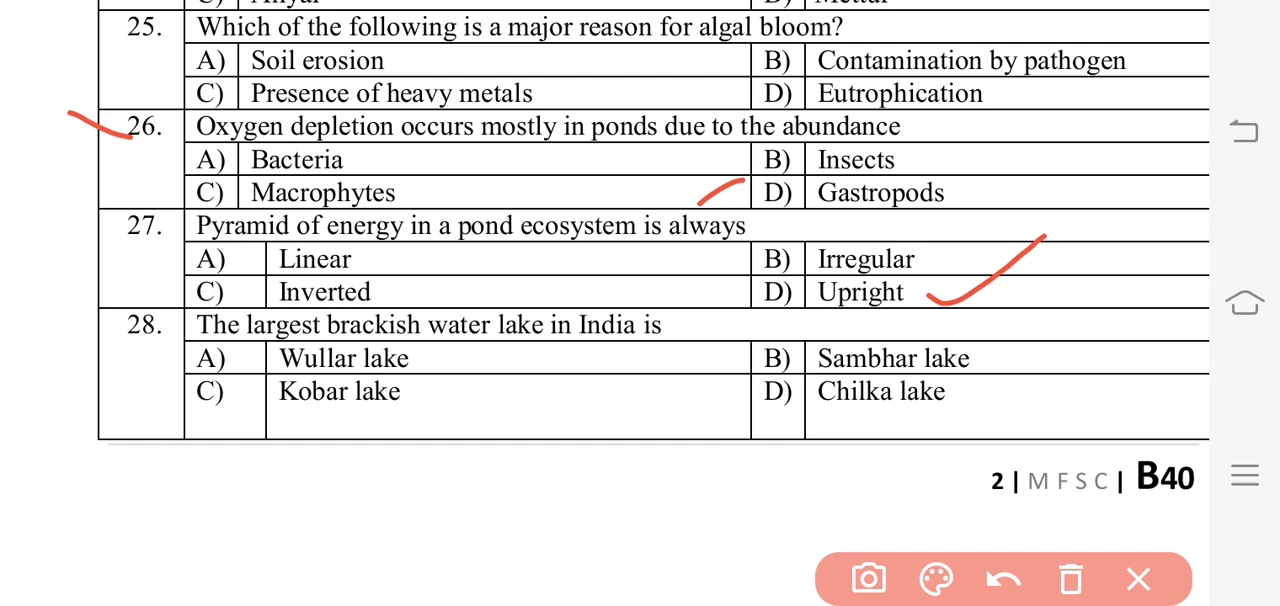 25. Which of the following is a major reason for algal bloom?
A) Soil erosion B) Contamination by pathogen
C) Presence of heavy metals D) Eutrophication
26. Oxygen depletion occurs mostly in ponds due to the abundance
A) Bacteria B) Insects
C) Macrophytes D) Gastropods
27. Pyramid of energy in a pond ecosystem is always
A) Linear B) Irregular
C) Inverted D) Upright
28. The largest brackish water lake in India is
A) Wullar lake B) Sambhar lake
C) Kobar lake D) Chilka lake
2 | M F S C | B40